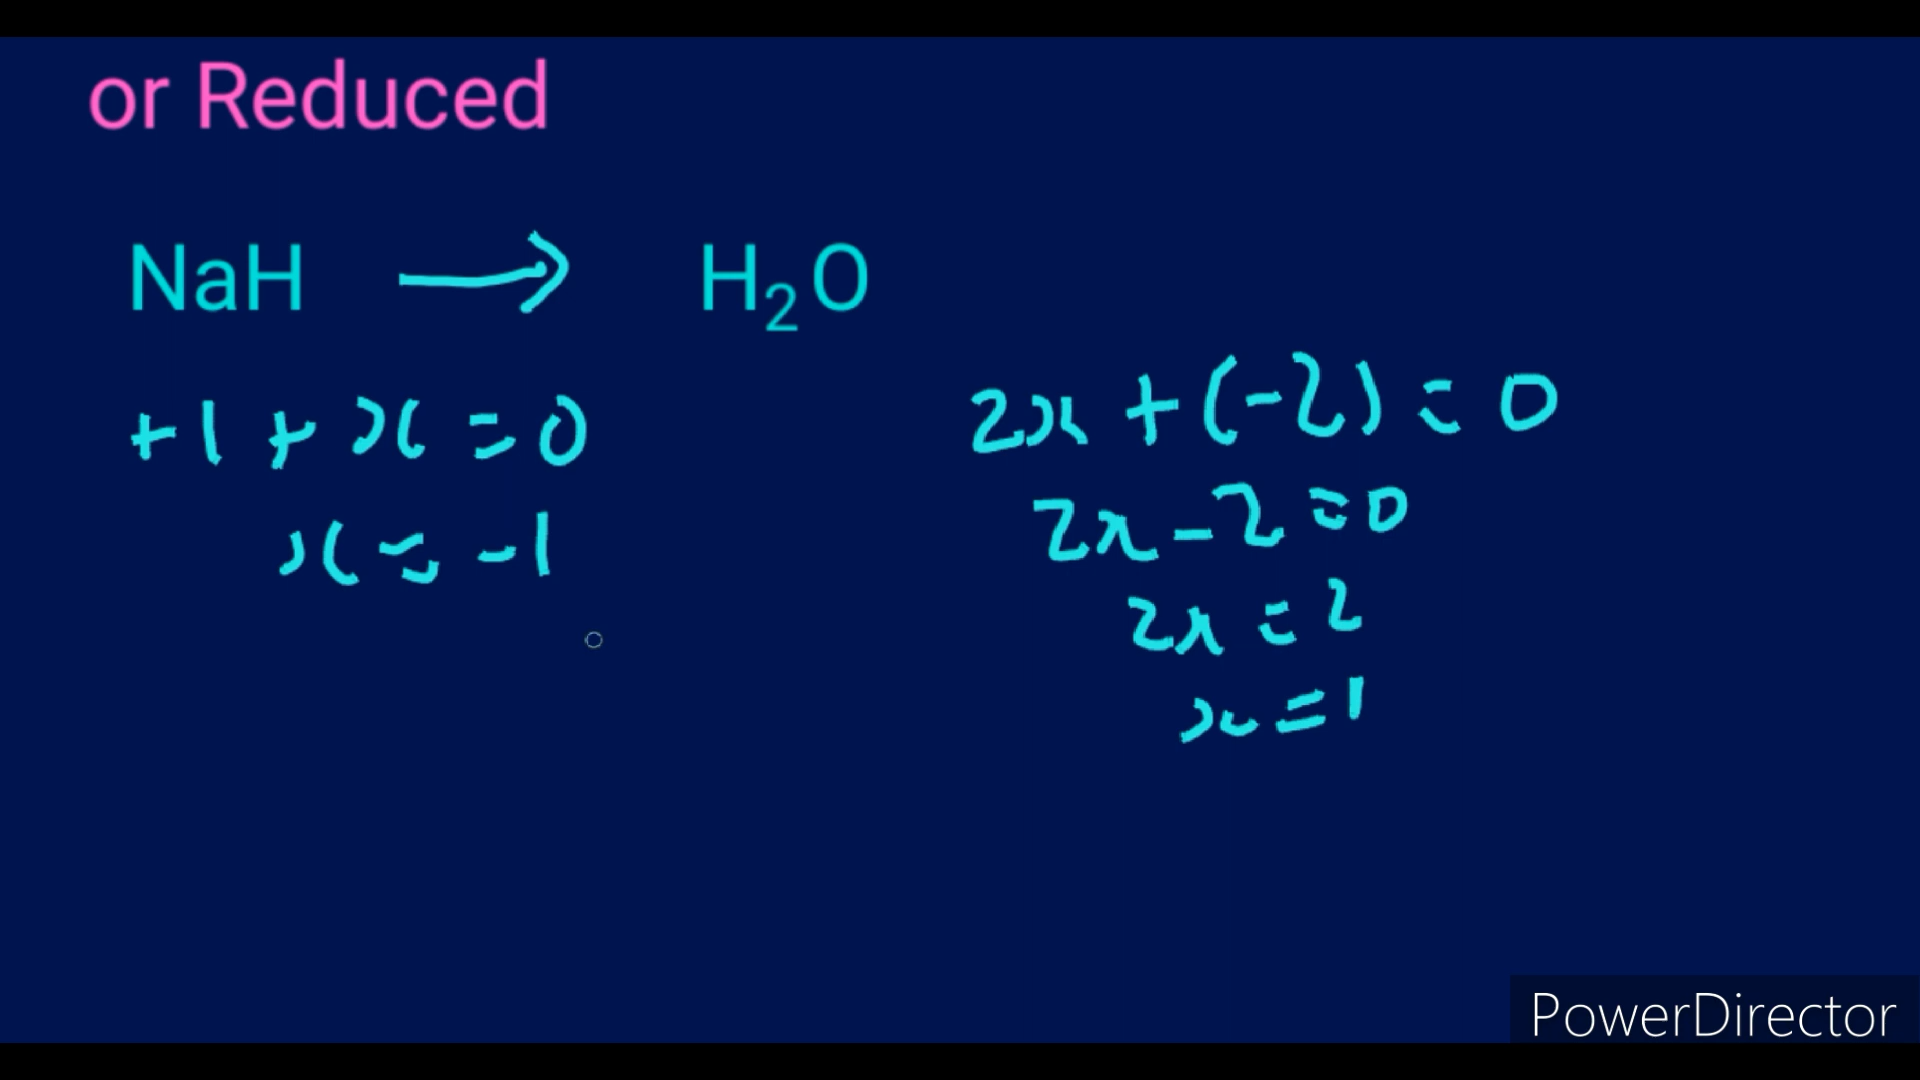 or Reduced
NaH → H₂O
+1 + x = 0
x = -1
2x + (-2) = 0
2x - 2 = 0
2x = 2
x = 1
PowerDirector